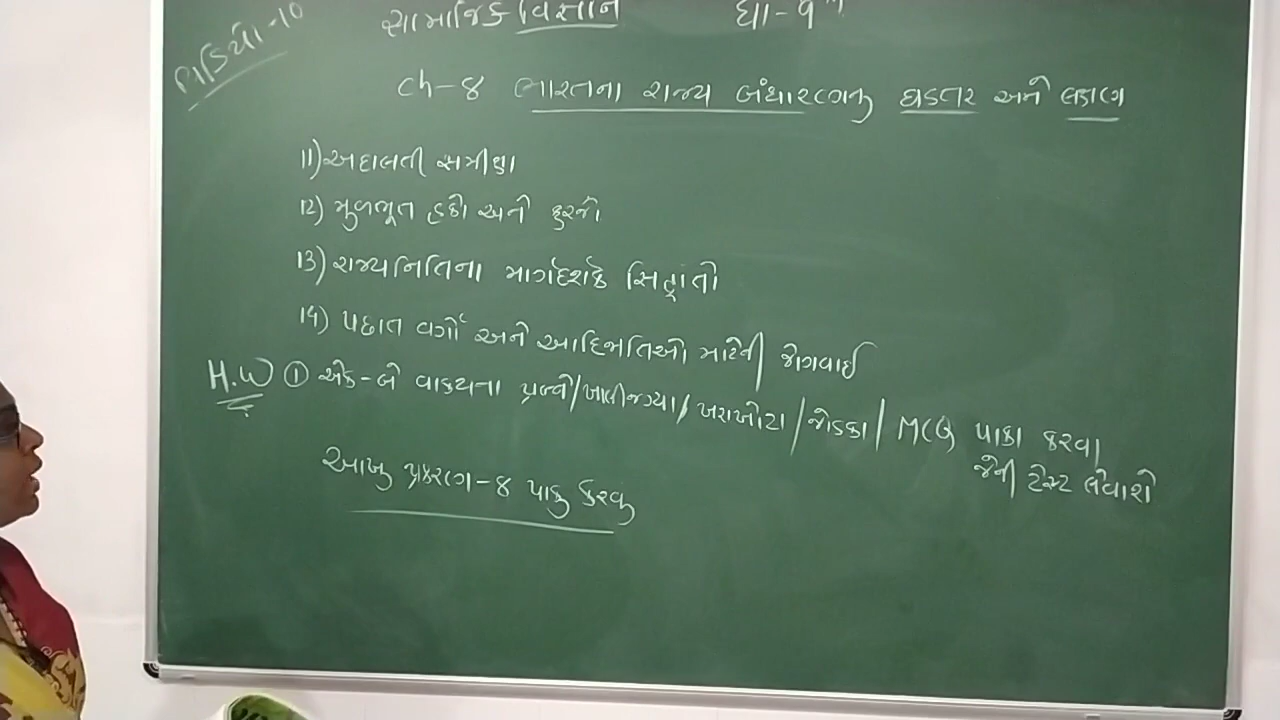 વિડિયો-10
સામાજિક વિજ્ઞાન ધો-9
ch-8 ભારતના રાજ્ય બંધારણનુ ઘડતર અને લક્ષણ
11) અદાલતી સમીક્ષા
12) મુળભૂત હકો અને ફરજો
13) રાજ્યનિતિના માર્ગદર્શક સિદ્ધાંતો
14) પછાત વર્ગો અને આદિજાતિઓ માટેની જોગવાઈ
H.W ① એક-બે વાક્યના પ્રશ્નો/ખાલીજગ્યા/ખરાખોટા/જોડકા/MCQ પાકા કરવા
જેની ટેસ્ટ લેવાશે
આખુ પ્રકરણ-8 પાકુ કરવુ